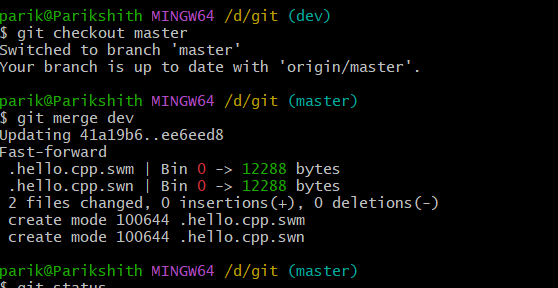 parik@Parikshith MINGW64 /d/git (dev)
$ git checkout master
Switched to branch 'master'
Your branch is up to date with 'origin/master'.
parik@Parikshith MINGW64 /d/git (master)
$ git merge dev
Updating 41a19b6..ee6eed8
Fast-forward
.hello.cpp.swm | Bin 0 -> 12288 bytes
.hello.cpp.swn | Bin 0 -> 12288 bytes
2 files changed, 0 insertions(+), 0 deletions(-)
create mode 100644 .hello.cpp.swm
create mode 100644 .hello.cpp.swn
parik@Parikshith MINGW64 /d/git (master)
$ git status